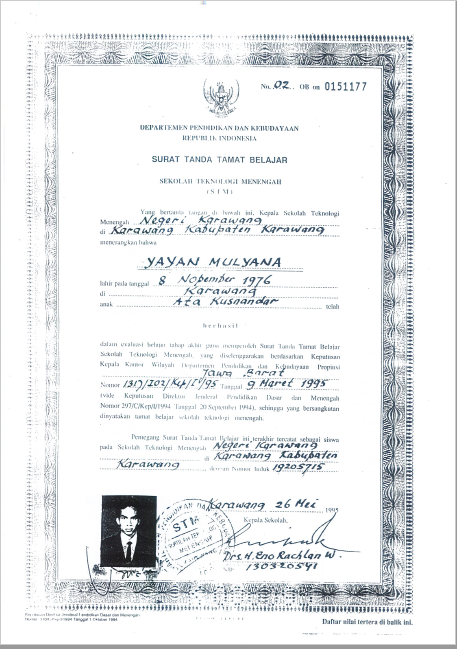 No. 02 OB on 0151177
DEPARTEMEN PENDIDIKAN DAN KEBUDAYAAN
REPUBLIK INDONESIA
SURAT TANDA TAMAT BELAJAR
SEKOLAH TEKNOLOGI MENENGAH
(STM)
Yang bertanda tangan di bawah ini, Kepala Sekolah Teknologi
Menengah Negeri Karawang
di Karawang Kabupaten Karawang
menerangkan bahwa
YAYAN MULYANA
lahir pada tanggal 8 Nopember 1976
di Karawang
anak Ata Kusnandar telah
berhasil
dalam evaluasi belajar tahap akhir guna memperoleh Surat Tanda Tamat Belajar
Sekolah Teknologi Menengah, yang diselenggarakan berdasarkan Keputusan
Kepala Kantor Wilayah Departemen Pendidikan dan Kebudayaan Propinsi
Jawa Barat
Nomor Tanggal 9 Maret 1995
(vide Keputusan Direktur Jenderal Pendidikan Dasar dan Menengah
Nomor 297/C/Kep/I/1994 Tanggal 20 September 1994), sehingga yang bersangkutan
dinyatakan tamat belajar sekolah teknologi menengah.
Pemegang Surat Tanda Tamat Belajar ini terakhir tercatat sebagai siswa
pada Sekolah Teknologi Menengah Negeri Karawang
di Karawang Kabupaten
Karawang dengan Nomor Induk 19205715
Karawang 26 Mei 1995
Kepala Sekolah,
STM
Drs. H. Eno Rachlan W.
NIP. 130320541
Daftar nilai tertera di balik ini.